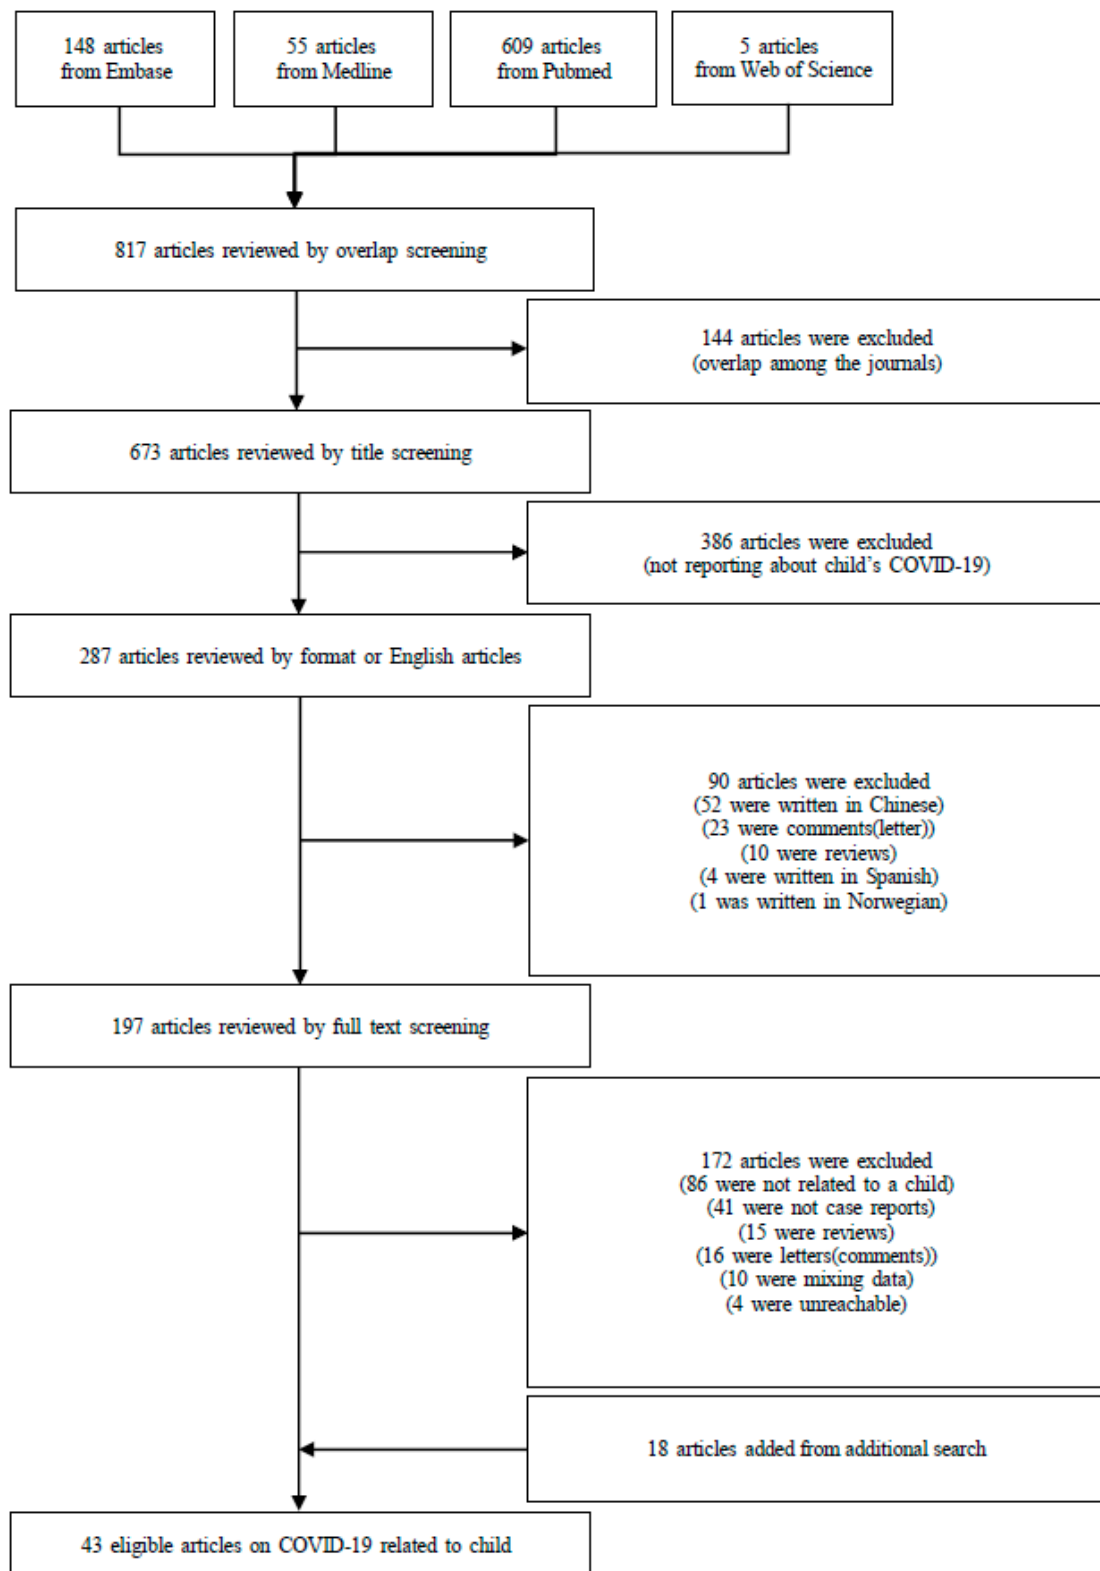 148 articles
from Embase
55 articles
from Medline
609 articles
from Pubmed
5 articles
from Web of Science
817 articles reviewed by overlap screening
144 articles were excluded
(overlap among the journals)
673 articles reviewed by title screening
386 articles were excluded
(not reporting about child's COVID-19)
287 articles reviewed by format or English articles
90 articles were excluded
(52 were written in Chinese)
(23 were comments(letter))
(10 were reviews)
(4 were written in Spanish)
(1 was written in Norwegian)
197 articles reviewed by full text screening
172 articles were excluded
(86 were not related to a child)
(41 were not case reports)
(15 were reviews)
(16 were letters(comments))
(10 were mixing data)
(4 were unreachable)
18 articles added from additional search
43 eligible articles on COVID-19 related to child